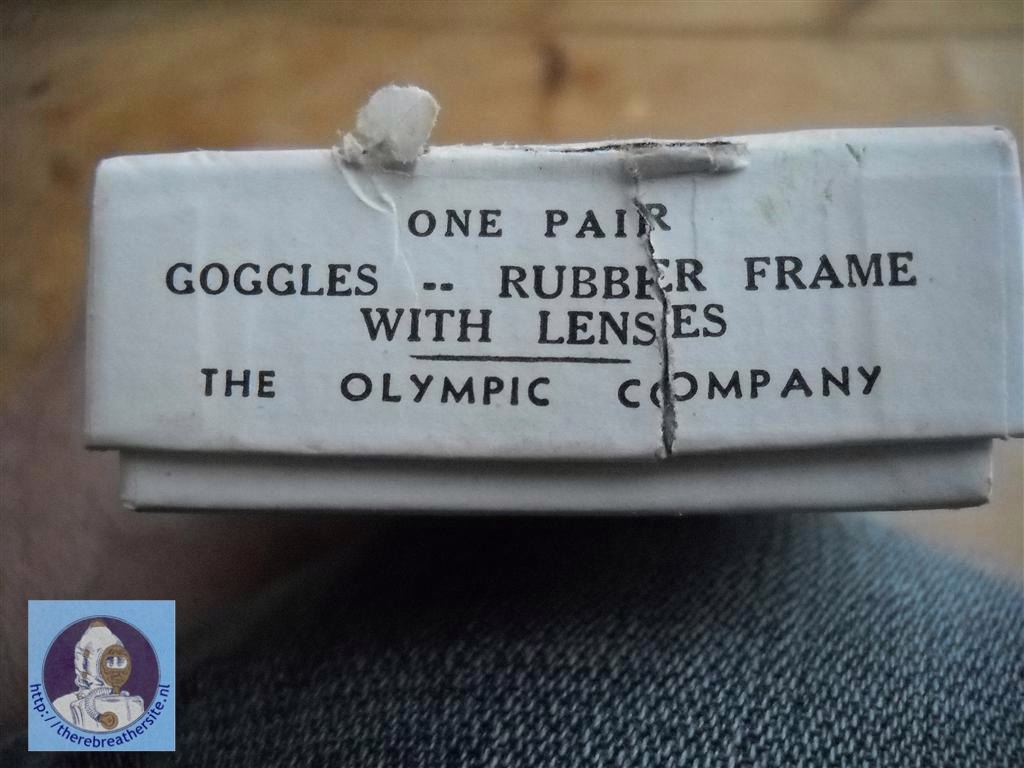 ONE PAIR
GOGGLES -- RUBBER FRAME
WITH LENSES
THE OLYMPIC COMPANY
http://therebreathersite.nl